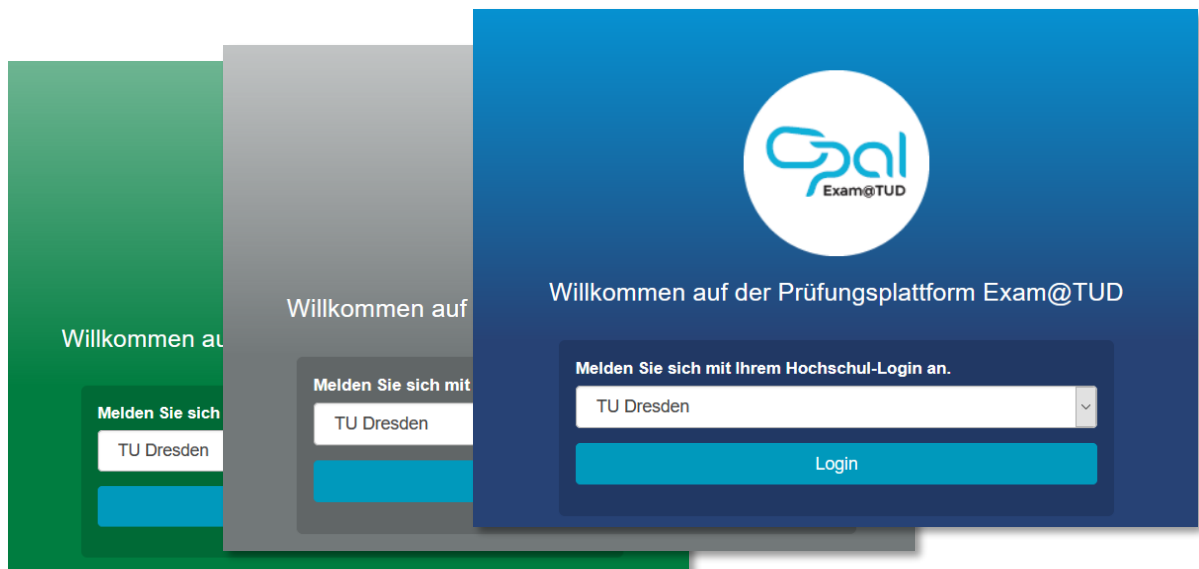 Opal
Exam@TUD
Willkommen auf der Prüfungsplattform Exam@TUD
Melden Sie sich mit Ihrem Hochschul-Login an.
TU Dresden
Login
Willkommen auf
Melden Sie sich mit
TU Dresden
Willkommen au
Melden Sie sich
TU Dresden